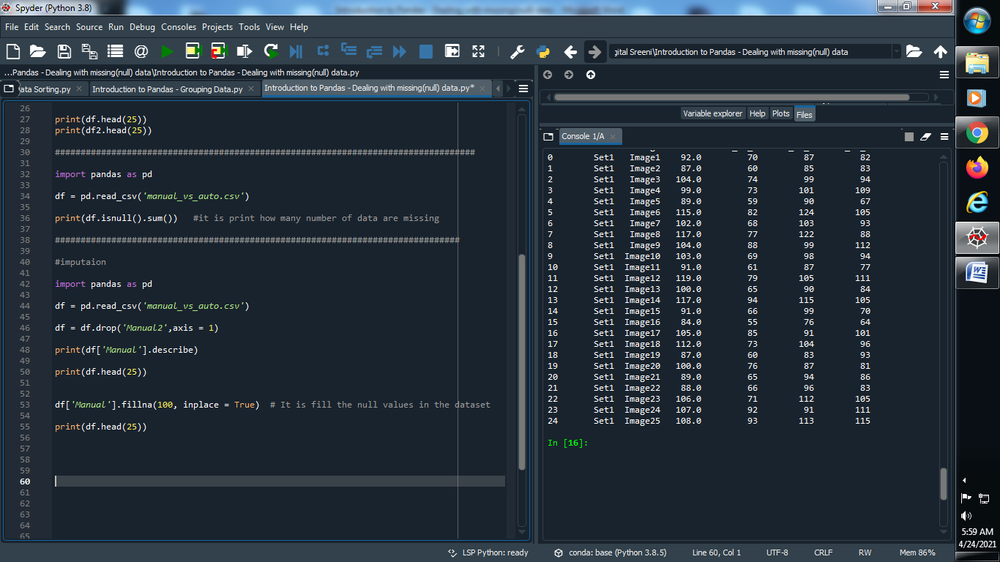 Spyder (Python 3.8)
File Edit Search Source Run Debug Consoles Projects Tools View Help
gital Sreeni\Introduction to Pandas - Dealing with missing(null) data
...Pandas - Dealing with missing(null) data\Introduction to Pandas - Dealing with missing(null) data.py
ata Sorting.py Introduction to Pandas - Grouping Data.py Introduction to Pandas - Dealing with missing(null) data.py*
26
27 print(df.head(25))
28 print(df2.head(25))
29
30 ##################################################################################
31
32 import pandas as pd
33
34 df = pd.read_csv('manual_vs_auto.csv')
35
36 print(df.isnull().sum())   #it is print how many number of data are missing
37
38 ###############################################################################
39
40 #imputaion
41
42 import pandas as pd
43
44 df = pd.read_csv('manual_vs_auto.csv')
45
46 df = df.drop('Manual2',axis = 1)
47
48 print(df['Manual'].describe)
49
50 print(df.head(25))
51
52
53 df['Manual'].fillna(100, inplace = True)  # It is fill the null values in the dataset
54
55 print(df.head(25))
56
57
58
59
60
61
62
63
64
65
Variable explorer Help Plots Files
Console 1/A
0 Set1 Image1 92.0 70 87 82
1 Set1 Image2 87.0 60 85 83
2 Set1 Image3 104.0 74 99 94
3 Set1 Image4 99.0 73 101 109
4 Set1 Image5 89.0 59 90 67
5 Set1 Image6 115.0 82 124 105
6 Set1 Image7 102.0 68 103 93
7 Set1 Image8 117.0 77 122 88
8 Set1 Image9 104.0 88 99 112
9 Set1 Image10 103.0 69 98 94
10 Set1 Image11 91.0 61 87 77
11 Set1 Image12 119.0 79 105 111
12 Set1 Image13 100.0 65 90 84
13 Set1 Image14 117.0 94 115 105
14 Set1 Image15 91.0 66 99 70
15 Set1 Image16 84.0 55 76 64
16 Set1 Image17 105.0 85 91 101
17 Set1 Image18 112.0 73 104 96
18 Set1 Image19 87.0 60 83 93
19 Set1 Image20 100.0 76 87 81
20 Set1 Image21 89.0 65 94 86
21 Set1 Image22 88.0 66 96 83
22 Set1 Image23 106.0 71 112 105
23 Set1 Image24 107.0 92 91 111
24 Set1 Image25 108.0 93 113 115
In [16]:
LSP Python: ready conda: base (Python 3.8.5) Line 60, Col 1 UTF-8 CRLF RW Mem 86%
5:59 AM
4/24/2021